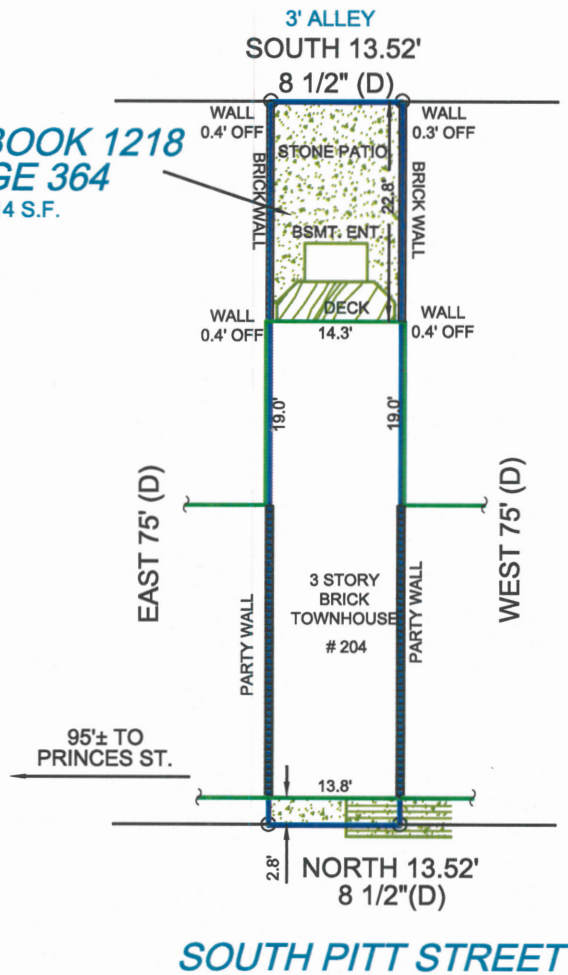 3' ALLEY
SOUTH 13.52'
8 1/2" (D)
WALL
0.4' OFF
WALL
0.3' OFF
BOOK 1218
GE 364
14 S.F.
STONE PATIO
BRICK WALL
BRICK WALL
22.8'
BSMT. ENT.
DECK
WALL
0.4' OFF
WALL
0.4' OFF
14.3'
19.0'
19.0'
EAST 75' (D)
WEST 75' (D)
3 STORY
BRICK
TOWNHOUSE
# 204
PARTY WALL
PARTY WALL
95'± TO
PRINCES ST.
13.8'
2.8'
NORTH 13.52'
8 1/2"(D)
SOUTH PITT STREET